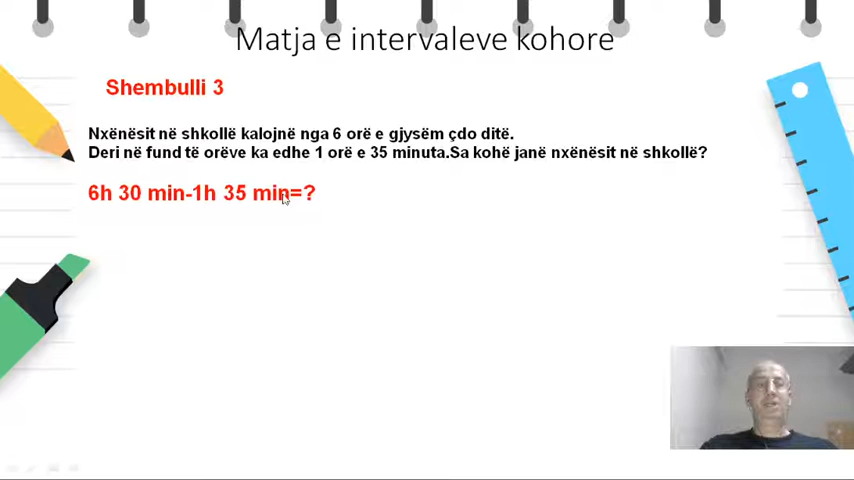 Matja e intervaleve kohore
Shembulli 3
Nxënësit në shkollë kalojnë nga 6 orë e gjysëm çdo ditë.
Deri në fund të orëve ka edhe 1 orë e 35 minuta.Sa kohë janë nxënësit në shkollë?
6h 30 min-1h 35 min=?